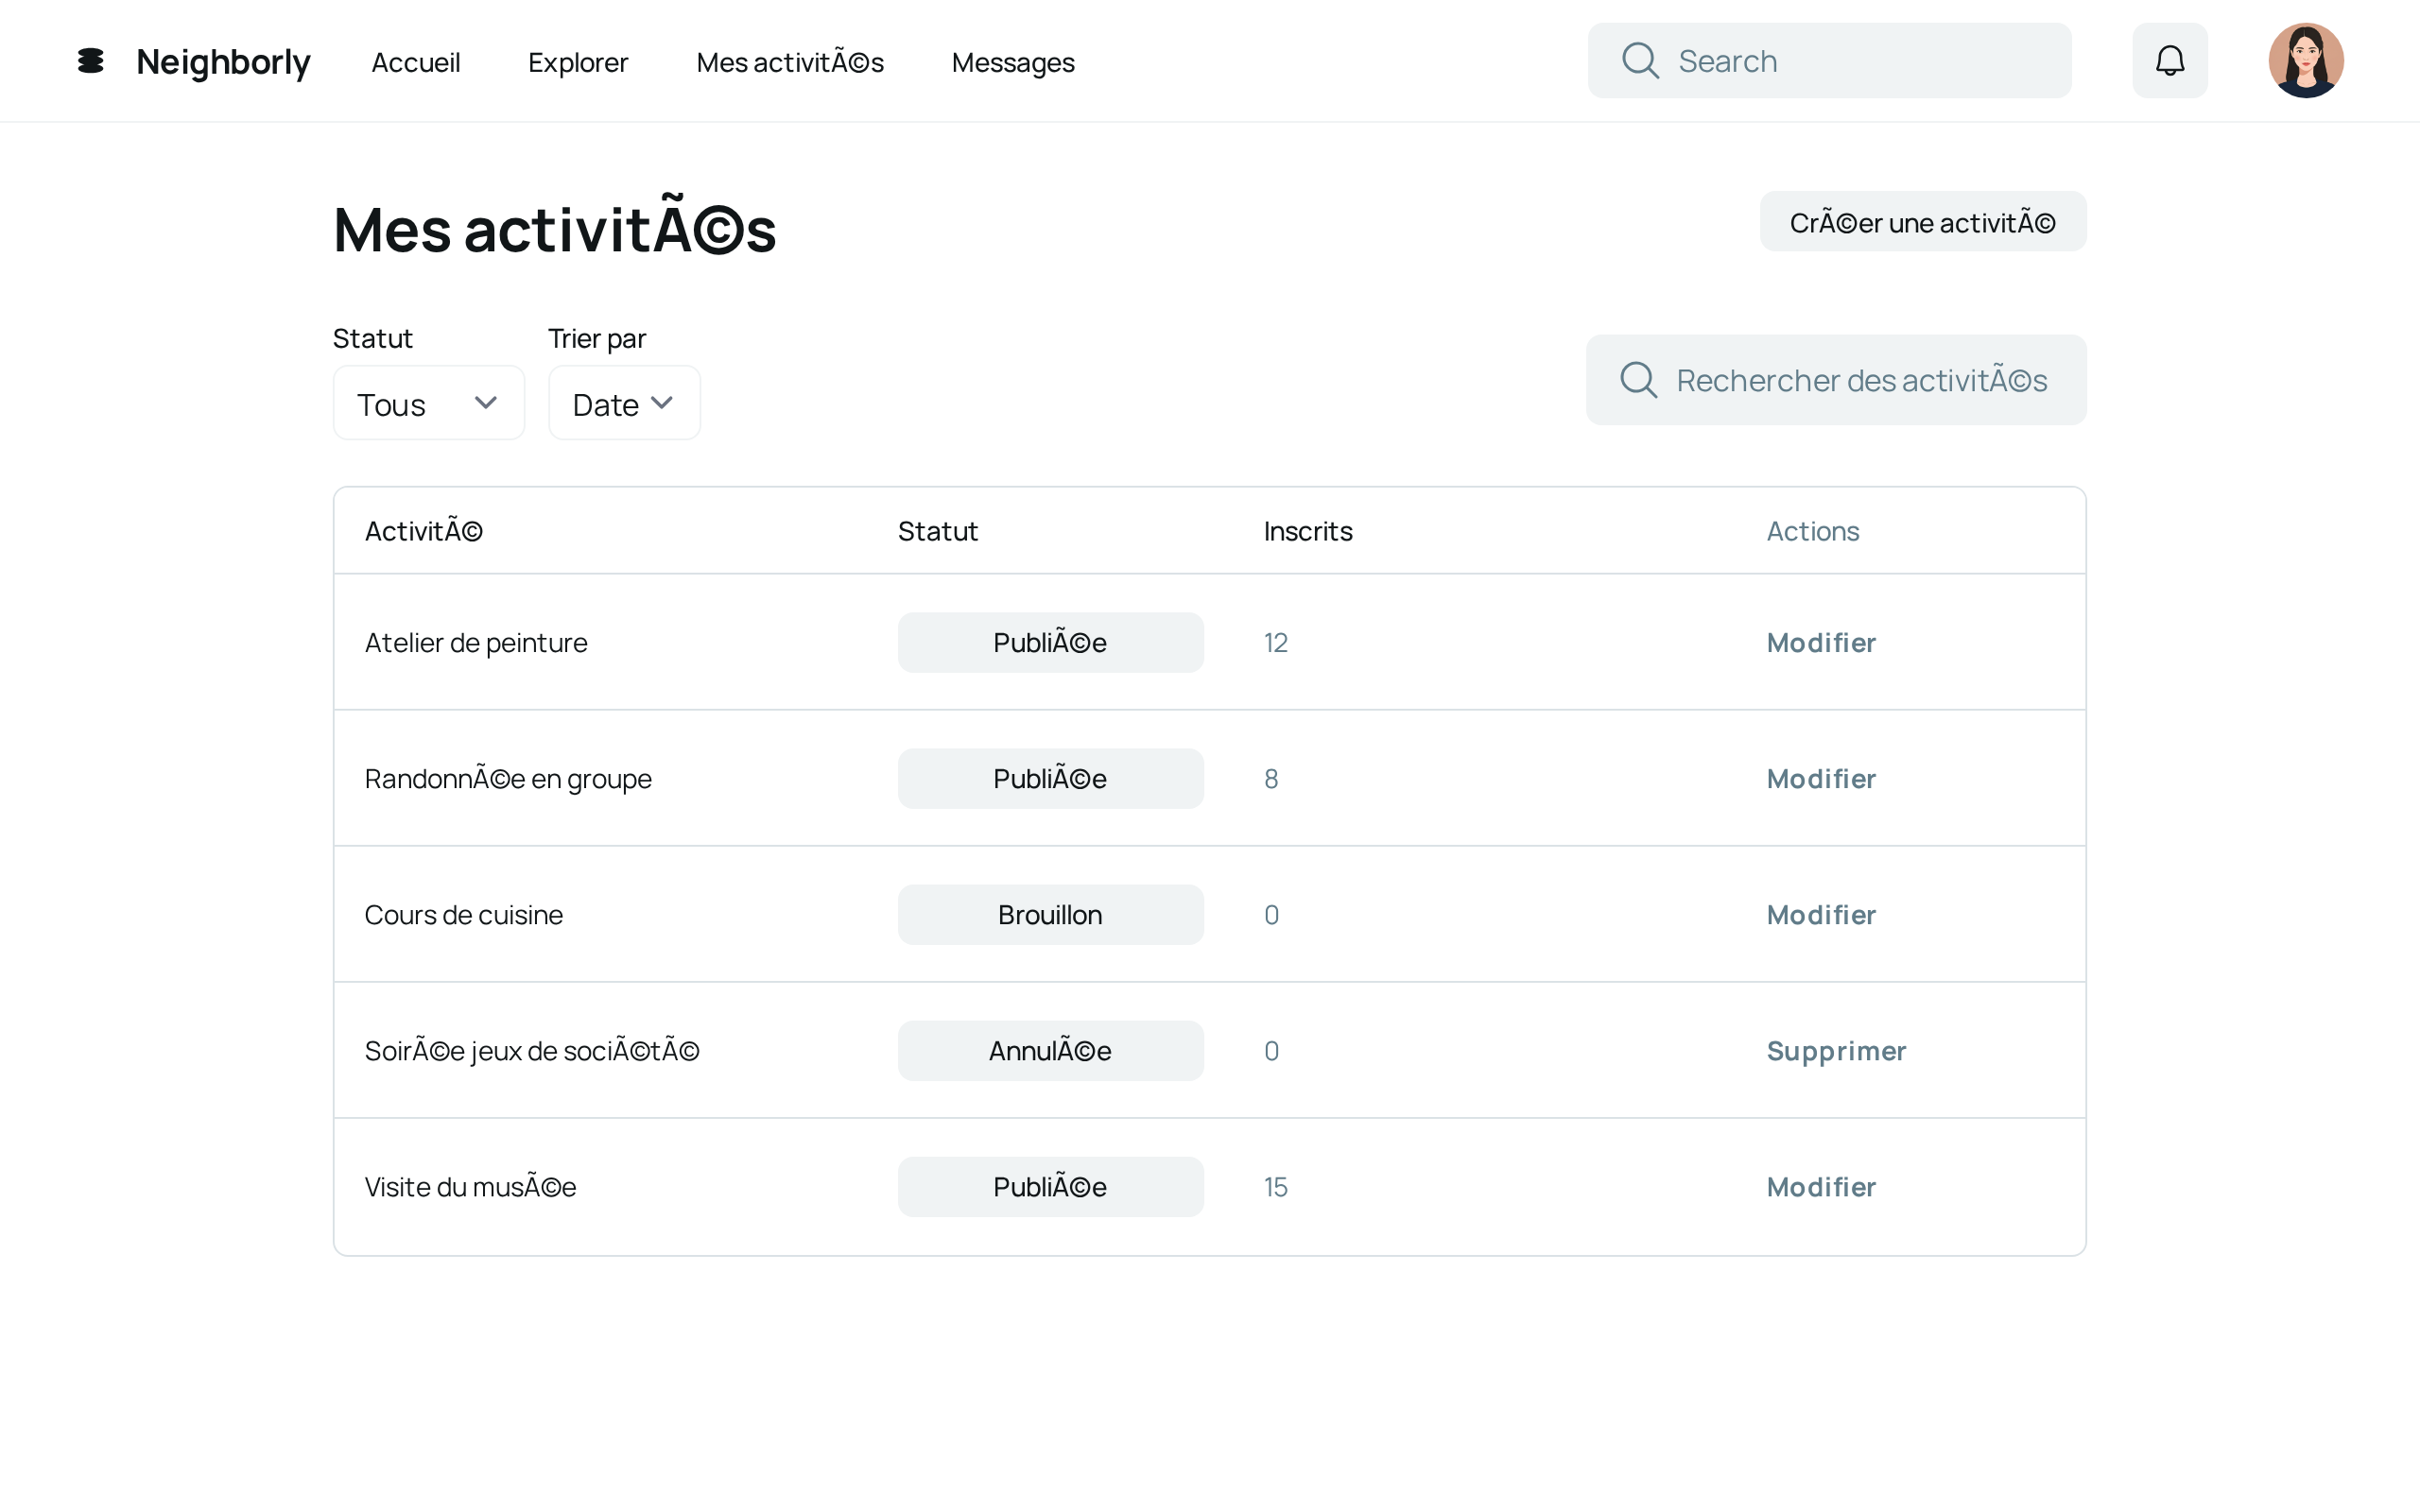 Neighborly Accueil Explorer Mes activitÃ©s Messages Search
Mes activitÃ©s CrÃ©er une activitÃ©
Statut Trier par
Tous Date Rechercher des activitÃ©s
ActivitÃ© Statut Inscrits Actions
Atelier de peinture PubliÃ©e 12 Modifier
RandonnÃ©e en groupe PubliÃ©e 8 Modifier
Cours de cuisine Brouillon 0 Modifier
SoirÃ©e jeux de sociÃ©tÃ© AnnulÃ©e 0 Supprimer
Visite du musÃ©e PubliÃ©e 15 Modifier